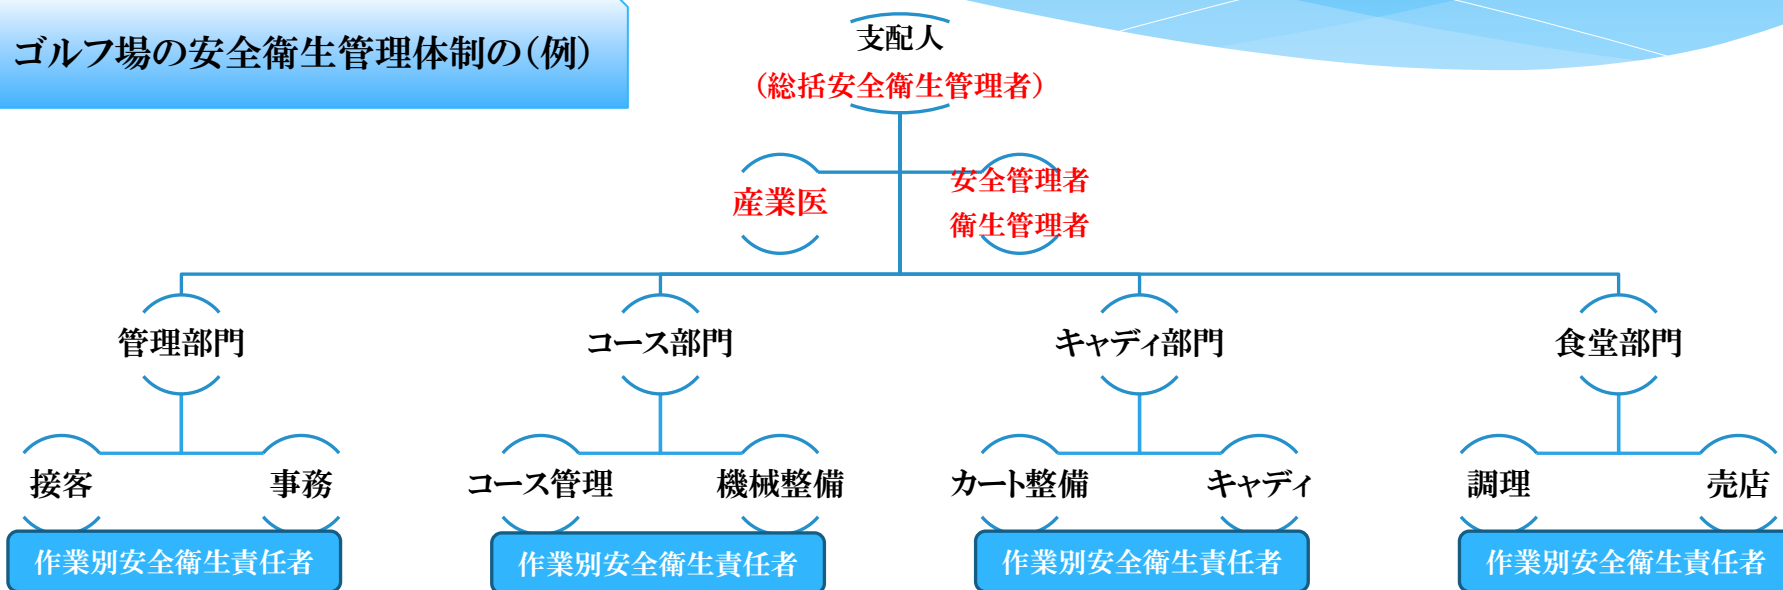 ゴルフ場の安全衛生管理体制の（例）
支配人
（総括安全衛生管理者）
産業医
安全管理者
衛生管理者
管理部門
コース部門
キャディ部門
食堂部門
接客
事務
コース管理
機械整備
カート整備
キャディ
調理
売店
作業別安全衛生責任者
作業別安全衛生責任者
作業別安全衛生責任者
作業別安全衛生責任者